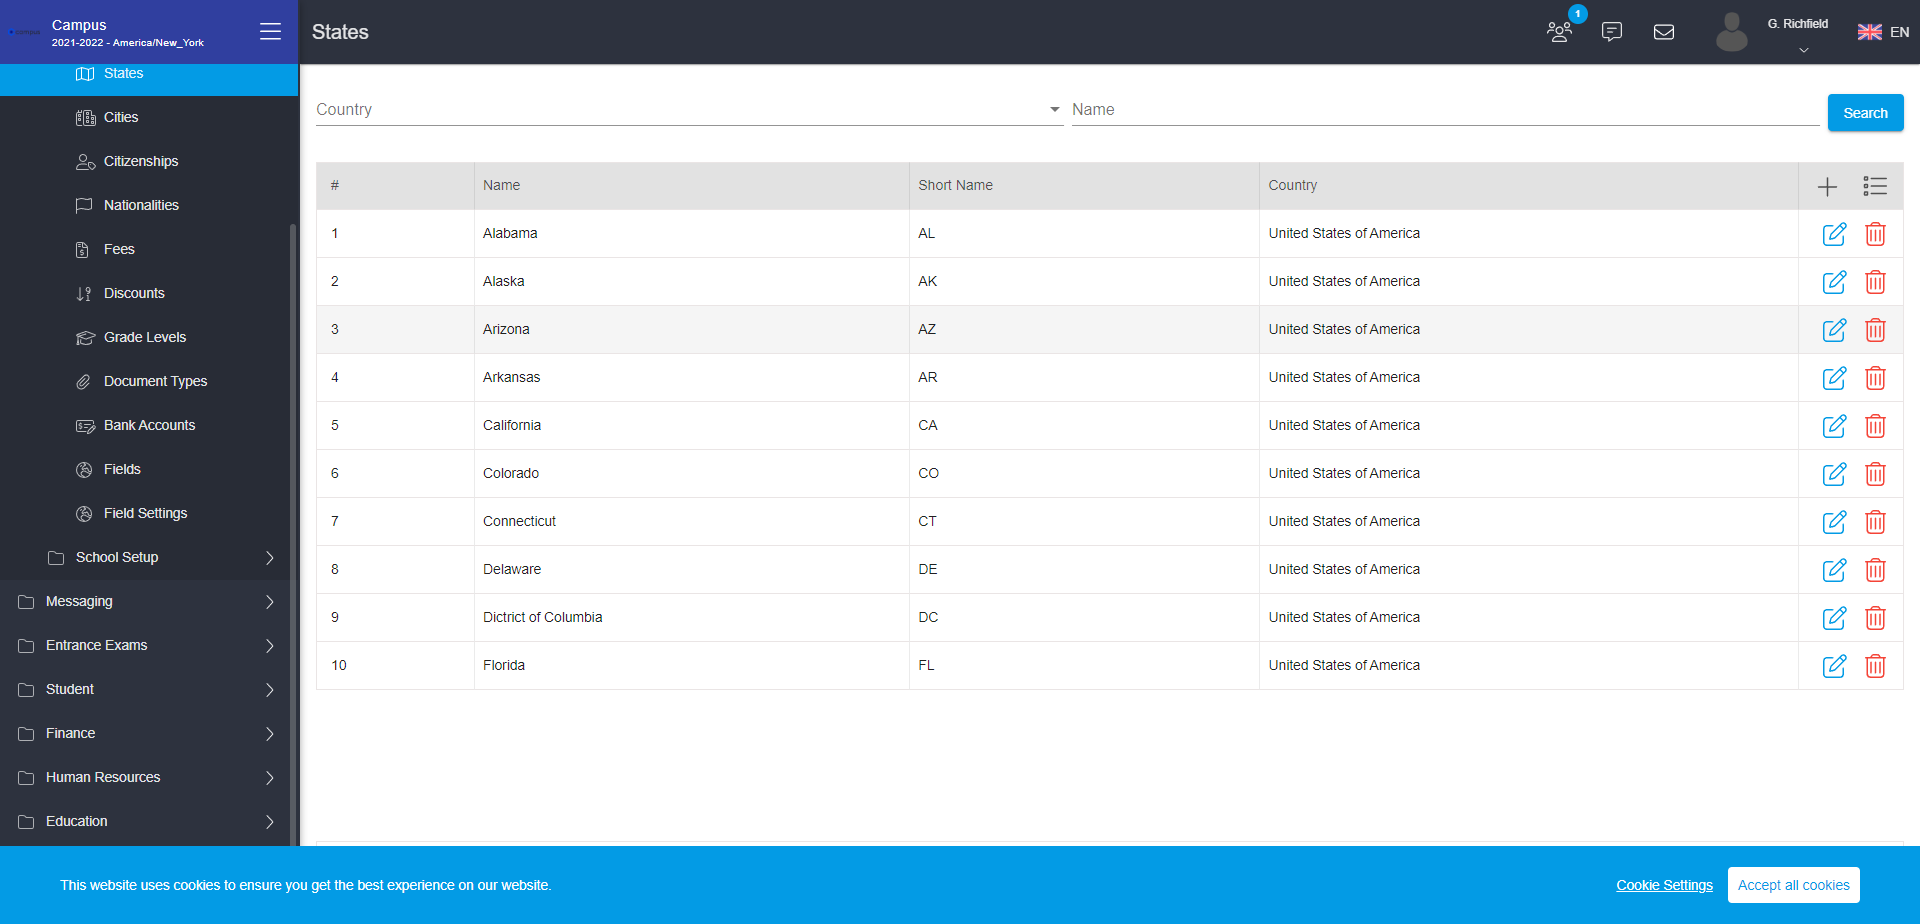 Campus
2021-2022 - America/New_York
States
1
G. Richfield
EN
States
Cities
Citizenships
Nationalities
Fees
Discounts
Grade Levels
Document Types
Bank Accounts
Fields
Field Settings
School Setup
Messaging
Entrance Exams
Student
Finance
Human Resources
Education
Country
Name
Search
# Name Short Name Country
1 Alabama AL United States of America
2 Alaska AK United States of America
3 Arizona AZ United States of America
4 Arkansas AR United States of America
5 California CA United States of America
6 Colorado CO United States of America
7 Connecticut CT United States of America
8 Delaware DE United States of America
9 Dictrict of Columbia DC United States of America
10 Florida FL United States of America
This website uses cookies to ensure you get the best experience on our website.
Cookie Settings
Accept all cookies